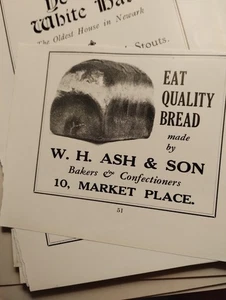 White Ha
The Oldest House in Newark
Stouts.
EAT
QUALITY
BREAD
made
by
W. H. ASH & SON
Bakers & Confectioners
10, MARKET PLACE.
51